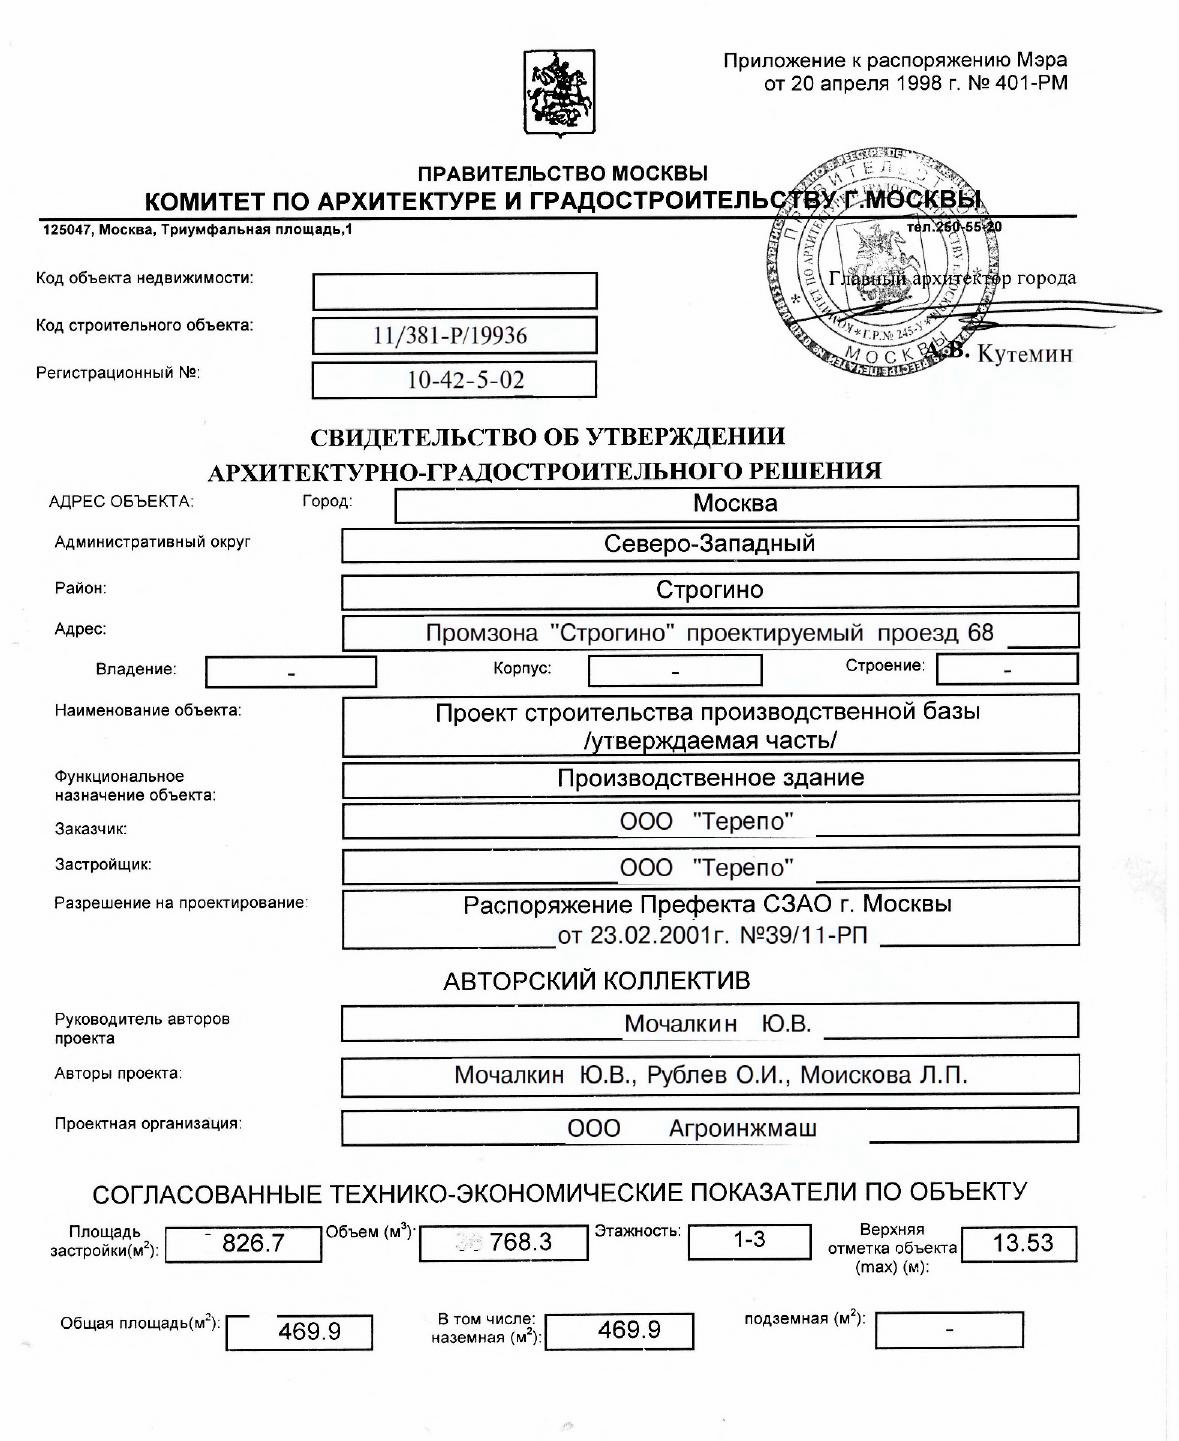 Приложение к распоряжению Мэра
от 20 апреля 1998 г. № 401-РМ
ПРАВИТЕЛЬСТВО МОСКВЫ
КОМИТЕТ ПО АРХИТЕКТУРЕ И ГРАДОСТРОИТЕЛЬСТВУ Г.МОСКВЫ
125047, Москва, Триумфальная площадь,1 тел.250-55-20
Код объекта недвижимости:
Главный архитектор города
Код строительного объекта: 11/381-Р/19936
А.В. Кутемин
Регистрационный №: 10-42-5-02
СВИДЕТЕЛЬСТВО ОБ УТВЕРЖДЕНИИ
АРХИТЕКТУРНО-ГРАДОСТРОИТЕЛЬНОГО РЕШЕНИЯ
АДРЕС ОБЪЕКТА: Город: Москва
Административный округ Северо-Западный
Район: Строгино
Адрес: Промзона "Строгино" проектируемый проезд 68
Владение: - Корпус: - Строение: -
Наименование объекта: Проект строительства производственной базы
/утверждаемая часть/
Функциональное
назначение объекта: Производственное здание
Заказчик: ООО "Терепо"
Застройщик: ООО "Терепо"
Разрешение на проектирование: Распоряжение Префекта СЗАО г. Москвы
от 23.02.2001г. №39/11-РП
АВТОРСКИЙ КОЛЛЕКТИВ
Руководитель авторов
проекта Мочалкин Ю.В.
Авторы проекта: Мочалкин Ю.В., Рублев О.И., Моискова Л.П.
Проектная организация: ООО Агроинжмаш
СОГЛАСОВАННЫЕ ТЕХНИКО-ЭКОНОМИЧЕСКИЕ ПОКАЗАТЕЛИ ПО ОБЪЕКТУ
Площадь
застройки(м²): 826.7
Объем (м³): 768.3
Этажность: 1-3
Верхняя
отметка объекта
(max) (м): 13.53
Общая площадь(м²): 469.9
В том числе:
наземная (м²): 469.9
подземная (м²): -